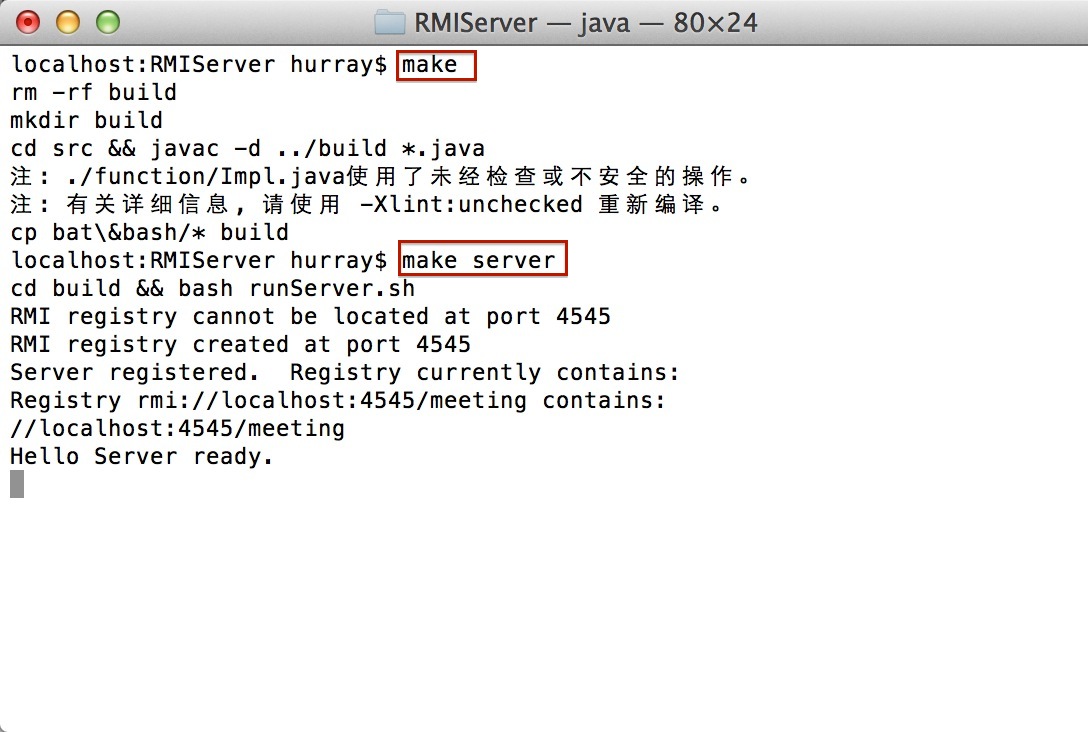 RMIServer — java — 80×24
localhost:RMIServer hurray$ make
rm -rf build
mkdir build
cd src && javac -d ../build *.java
注: ./function/Impl.java使用了未经检查或不安全的操作。
注: 有关详细信息, 请使用 -Xlint:unchecked 重新编译。
cp bat\&bash/* build
localhost:RMIServer hurray$ make server
cd build && bash runServer.sh
RMI registry cannot be located at port 4545
RMI registry created at port 4545
Server registered.  Registry currently contains:
Registry rmi://localhost:4545/meeting contains:
//localhost:4545/meeting
Hello Server ready.